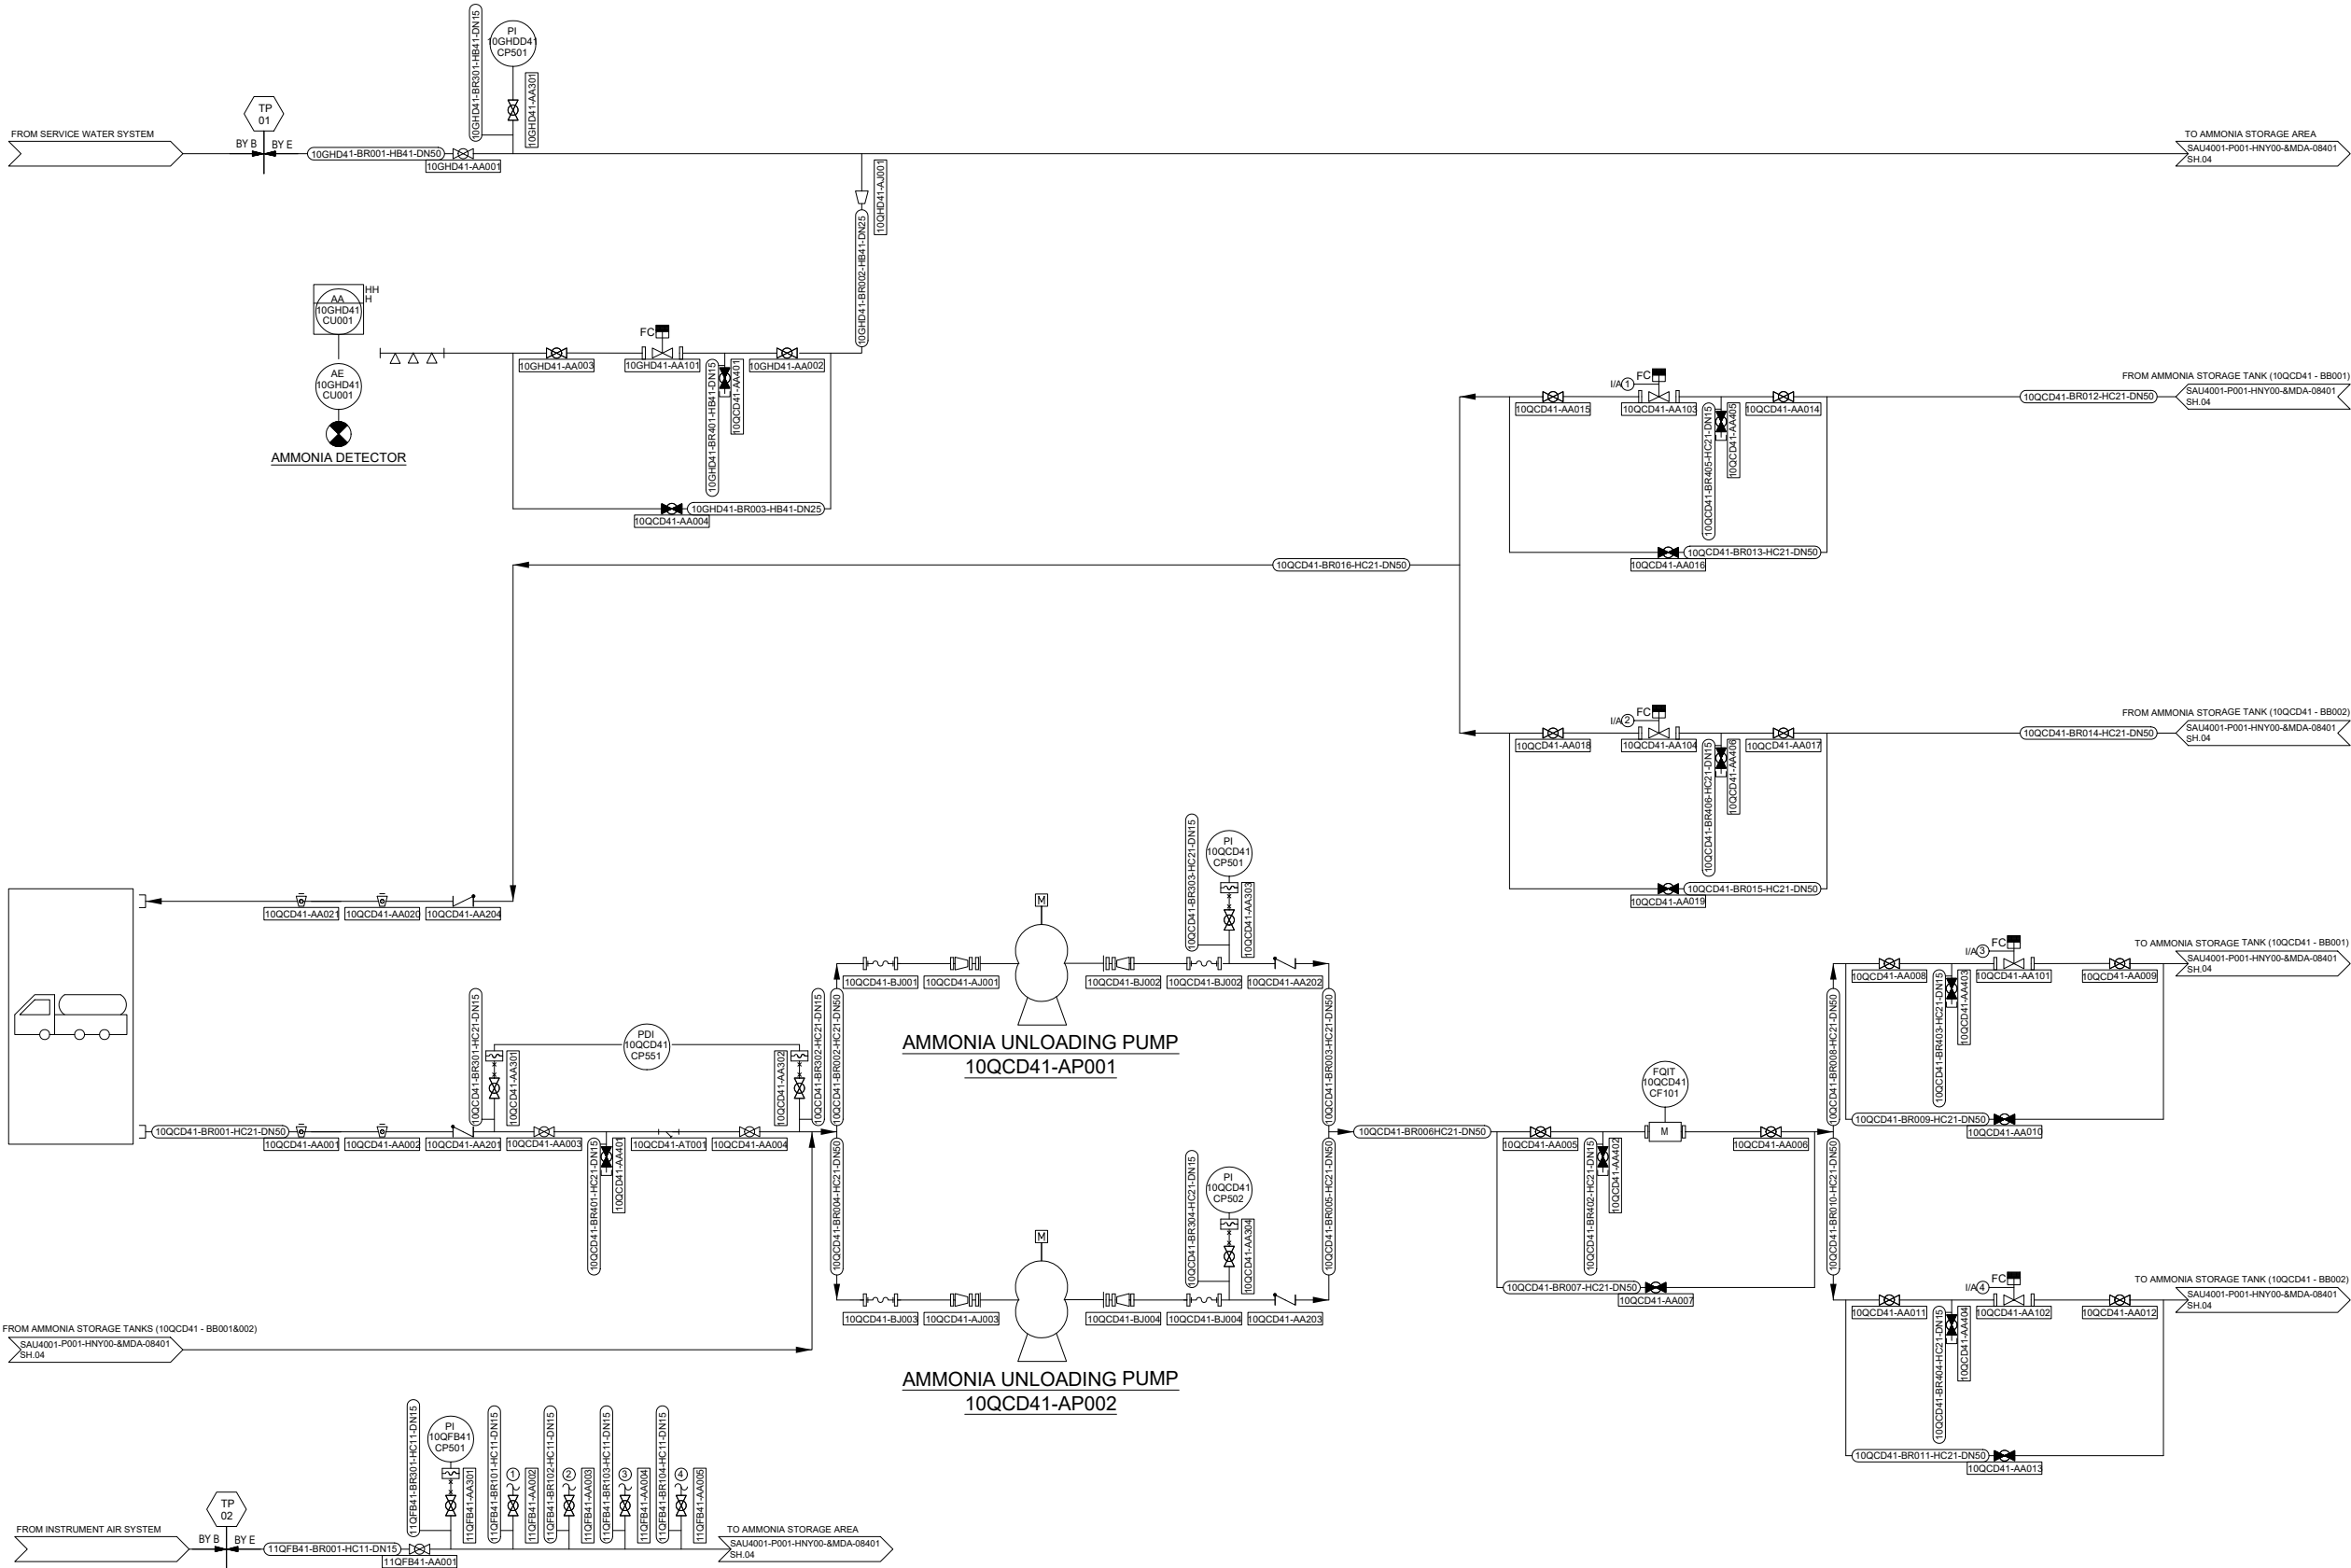 10GHD41-BR301-HB41-DN15
PI
10GHDD41
CP501
10GHD41-AA301
TP
01
FROM SERVICE WATER SYSTEM
BY B
BY E
10GHD41-BR001-HB41-DN50
10GHD41-AA001
TO AMMONIA STORAGE AREA
SAU4001-P001-HNY00-&MDA-08401
SH.04
10QHD41-AJ001
10GHD41-BR002-HB41-DN25
AA
10GHD41
CU001
HH
H
AE
10GHD41
CU001
AMMONIA DETECTOR
FC
10GHD41-AA003
10GHD41-AA101
10GHD41-BR401-HB41-DN15
10QCD41-AA401
10GHD41-AA002
10QCD41-AA004
10GHD41-BR003-HB41-DN25
FROM AMMONIA STORAGE TANK (10QCD41 - BB001)
SAU4001-P001-HNY00-&MDA-08401
SH.04
10QCD41-BR012-HC21-DN50
I/A
1
FC
10QCD41-AA015
10QCD41-AA103
10QCD41-BR405-HC21-DN15
10QCD41-AA405
10QCD41-AA014
10QCD41-AA016
10QCD41-BR013-HC21-DN50
10QCD41-BR016-HC21-DN50
FROM AMMONIA STORAGE TANK (10QCD41 - BB002)
SAU4001-P001-HNY00-&MDA-08401
SH.04
10QCD41-BR014-HC21-DN50
I/A
2
FC
10QCD41-AA018
10QCD41-AA104
10QCD41-BR406-HC21-DN15
10QCD41-AA406
10QCD41-AA017
10QCD41-AA019
10QCD41-BR015-HC21-DN50
10QCD41-AA021
10QCD41-AA020
10QCD41-AA204
10QCD41-BR001-HC21-DN50
10QCD41-AA001
10QCD41-AA002
10QCD41-AA201
10QCD41-BR301-HC21-DN15
10QCD41-AA301
PDI
10QCD41
CP551
10QCD41-AA302
10QCD41-BR302-HC21-DN15
10QCD41-AA003
10QCD41-BR401-HC21-DN15
10QCD41-AA401
10QCD41-AT001
10QCD41-AA004
10QCD41-BR002-HC21-DN50
10QCD41-BR004-HC21-DN50
10QCD41-BJ001
10QCD41-AJ001
M
AMMONIA UNLOADING PUMP
10QCD41-AP001
10QCD41-BJ002
10QCD41-BJ002
10QCD41-AA202
10QCD41-BR303-HC21-DN15
PI
10QCD41
CP501
10QCD41-AA303
10QCD41-BR003-HC21-DN50
10QCD41-BR005-HC21-DN50
10QCD41-BJ003
10QCD41-AJ003
M
AMMONIA UNLOADING PUMP
10QCD41-AP002
10QCD41-BJ004
10QCD41-BJ004
10QCD41-AA203
10QCD41-BR304-HC21-DN15
PI
10QCD41
CP502
10QCD41-AA304
10QCD41-BR006HC21-DN50
FQIT
10QCD41
CF101
M
10QCD41-AA005
10QCD41-BR402-HC21-DN15
10QCD41-AA402
10QCD41-AA006
10QCD41-BR007-HC21-DN50
10QCD41-AA007
10QCD41-BR008-HC21-DN50
10QCD41-BR010-HC21-DN50
TO AMMONIA STORAGE TANK (10QCD41 - BB001)
SAU4001-P001-HNY00-&MDA-08401
SH.04
I/A
3
FC
10QCD41-AA008
10QCD41-BR403-HC21-DN15
10QCD41-AA403
10QCD41-AA101
10QCD41-AA009
10QCD41-BR009-HC21-DN50
10QCD41-AA010
TO AMMONIA STORAGE TANK (10QCD41 - BB002)
SAU4001-P001-HNY00-&MDA-08401
SH.04
I/A
4
FC
10QCD41-AA011
10QCD41-BR404-HC21-DN15
10QCD41-AA404
10QCD41-AA102
10QCD41-AA012
10QCD41-BR011-HC21-DN50
10QCD41-AA013
FROM AMMONIA STORAGE TANKS (10QCD41 - BB001&002)
SAU4001-P001-HNY00-&MDA-08401
SH.04
TP
02
FROM INSTRUMENT AIR SYSTEM
BY B
BY E
11QFB41-BR001-HC11-DN15
11QFB41-AA001
11QFB41-BR301-HC11-DN15
PI
10QFB41
CP501
11QFB41-AA301
11QFB41-BR101-HC11-DN15
1
11QFB41-AA002
11QFB41-BR102-HC11-DN15
2
11QFB41-AA003
11QFB41-BR103-HC11-DN15
3
11QFB41-AA004
11QFB41-BR104-HC11-DN15
4
11QFB41-AA005
TO AMMONIA STORAGE AREA
SAU4001-P001-HNY00-&MDA-08401
SH.04